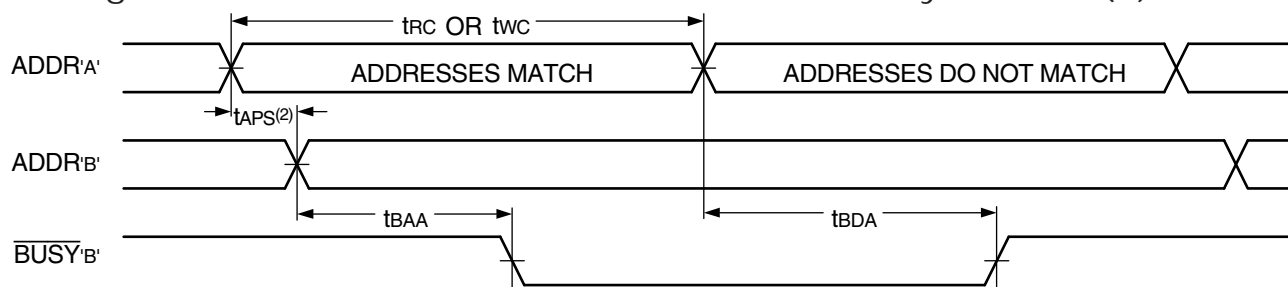 tRC OR tWC
ADDR'A'
ADDRESSES MATCH
ADDRESSES DO NOT MATCH
tAPS(2)
ADDR'B'
tBAA
tBDA
BUSY'B'